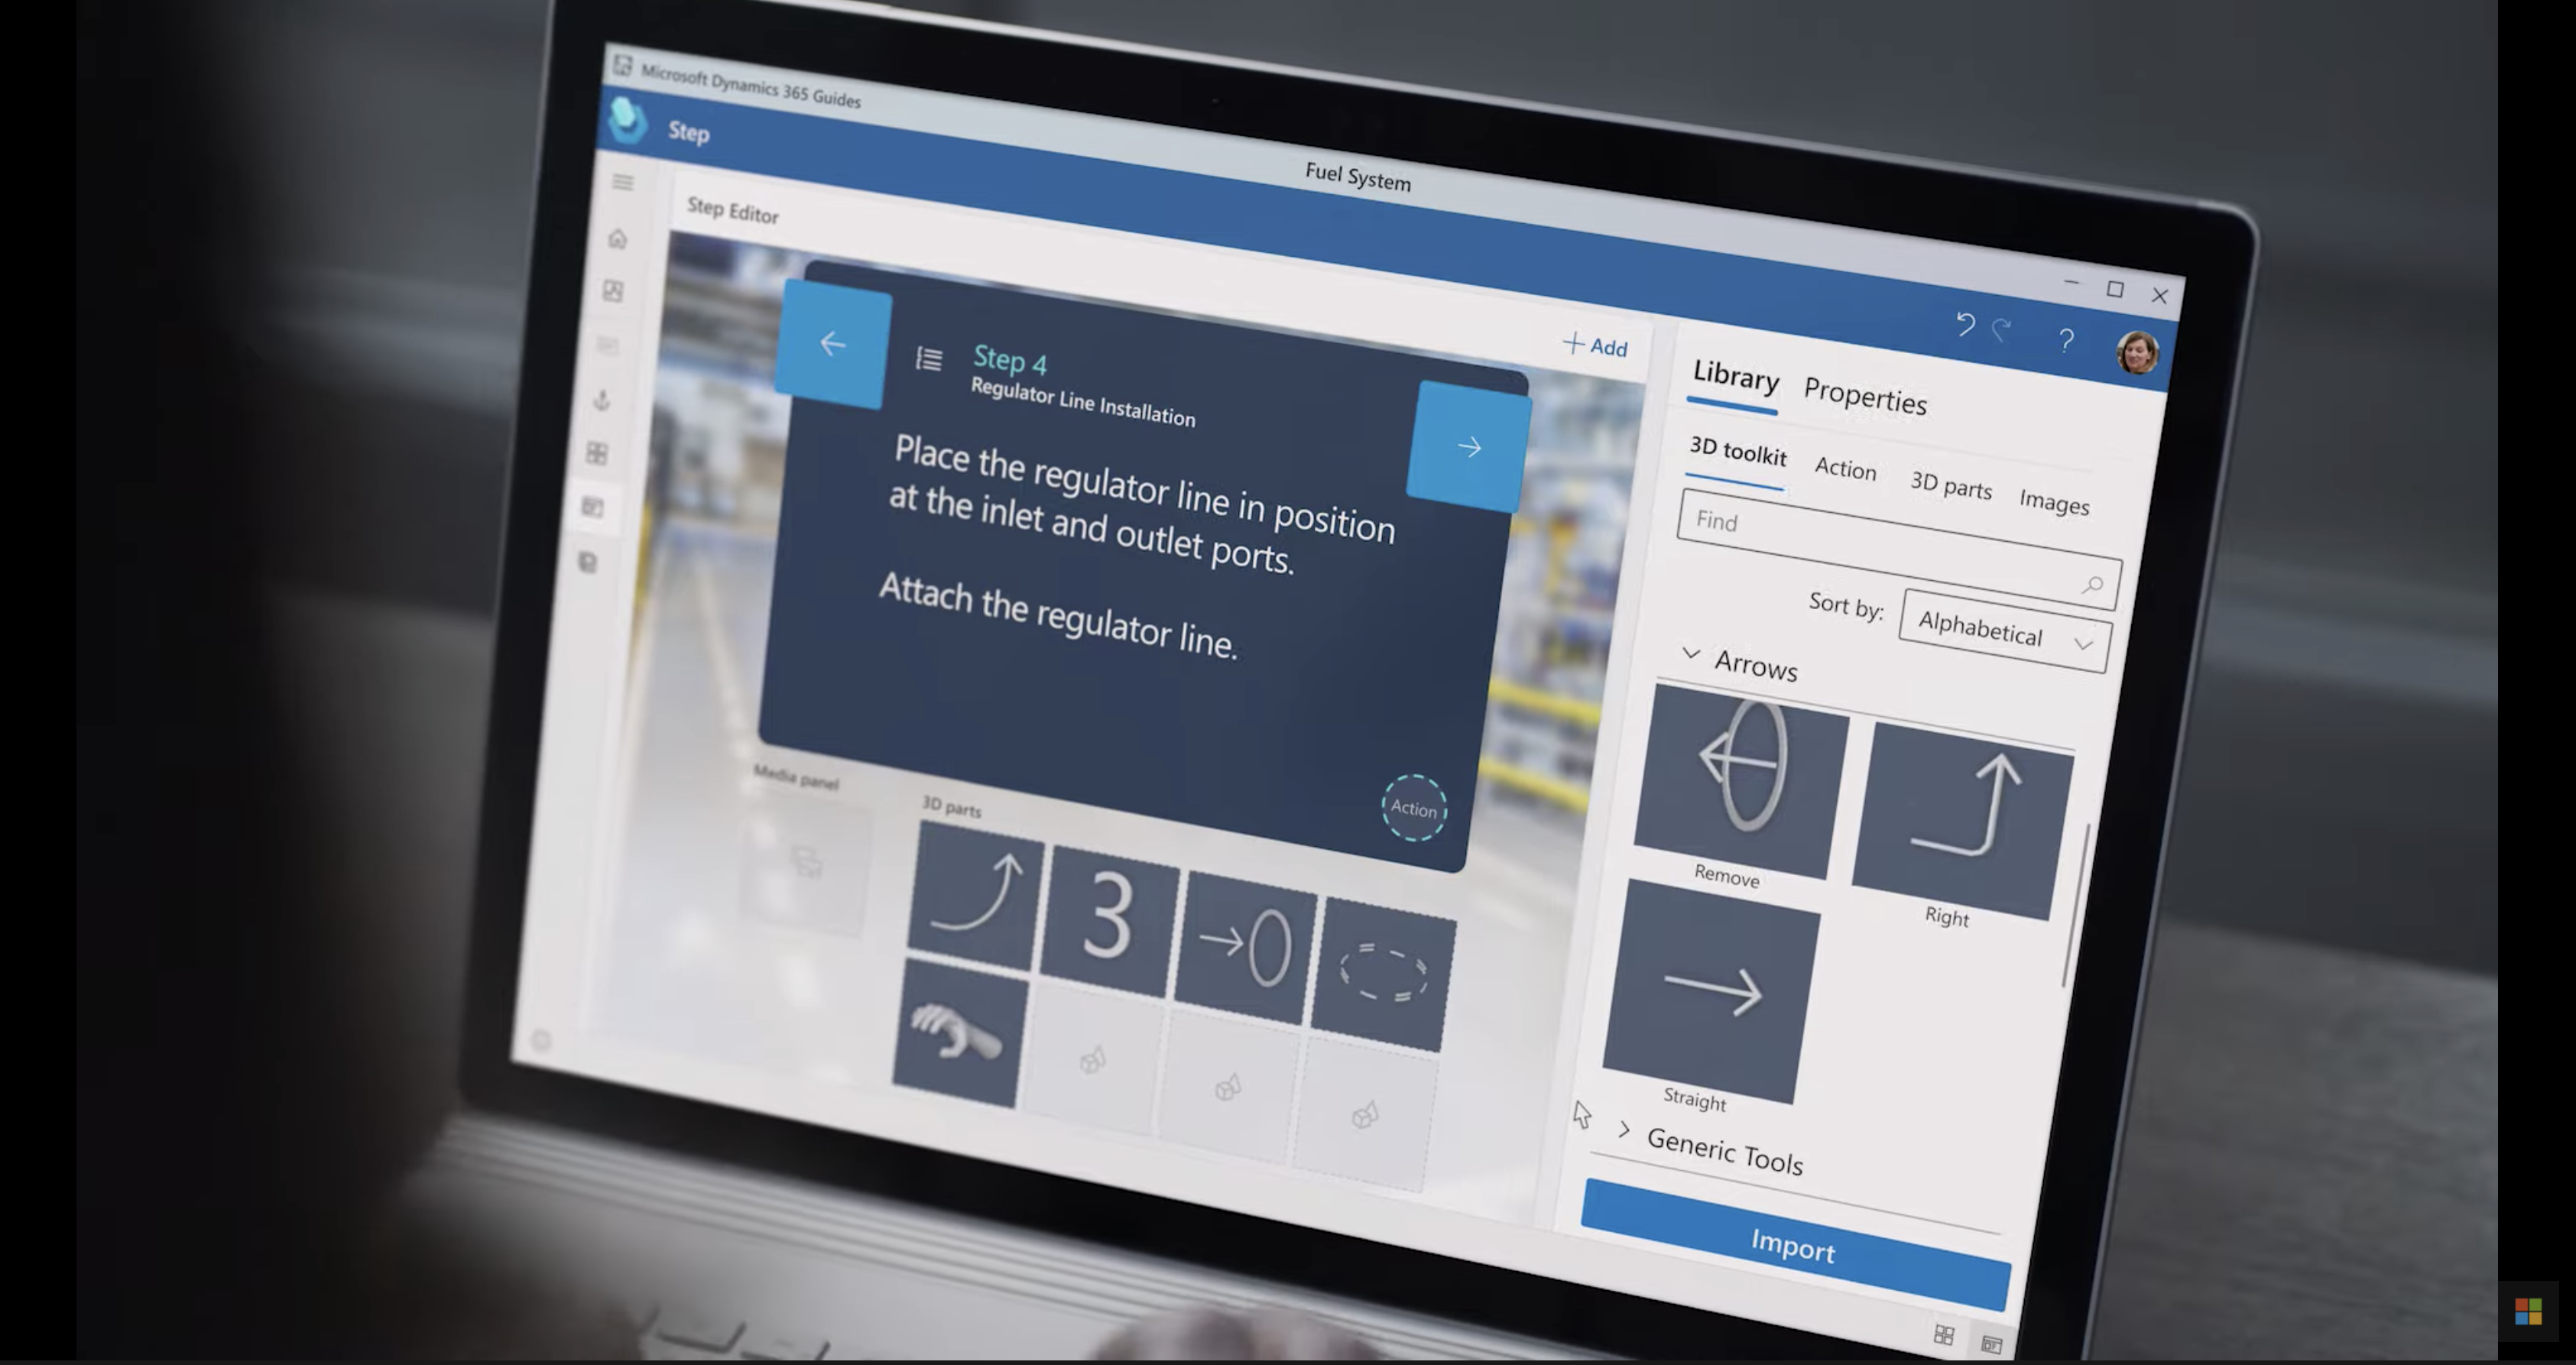 Microsoft Dynamics 365 Guides
Step
Fuel System
Step Editor
Add
Step 4
Regulator Line Installation
Place the regulator line in position
at the inlet and outlet ports.
Attach the regulator line.
Action
Media panel
3D parts
3
Library
Properties
3D toolkit
Action
3D parts
Images
Find
Sort by:
Alphabetical
Arrows
Remove
Right
Straight
Generic Tools
Import